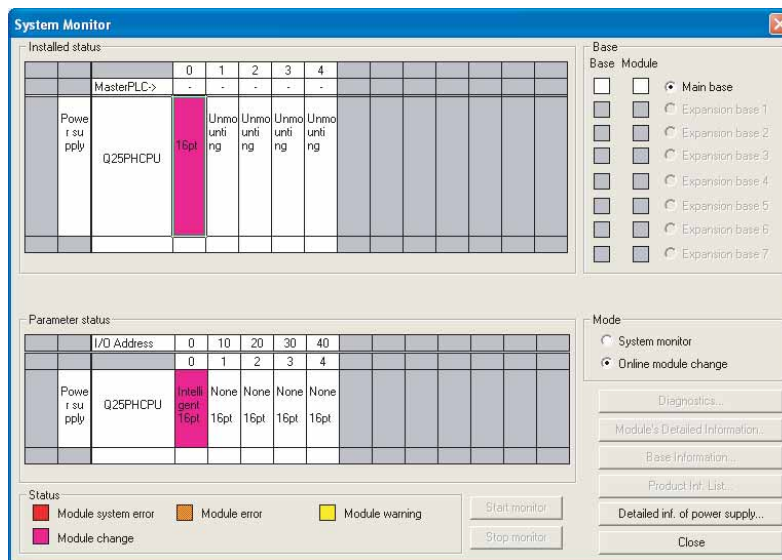 System Monitor
Installed status
0 1 2 3 4
MasterPLC-> - - - - -
Powe
r su
pply
Q25PHCPU
16pt
Unmo
unti
ng
Unmo
unti
ng
Unmo
unti
ng
Unmo
unti
ng
Base
Base Module
Main base
Expansion base 1
Expansion base 2
Expansion base 3
Expansion base 4
Expansion base 5
Expansion base 6
Expansion base 7
Parameter status
I/O Address 0 10 20 30 40
0 1 2 3 4
Powe
r su
pply
Q25PHCPU
Intelli
gent
16pt
None
16pt
None
16pt
None
16pt
None
16pt
Mode
System monitor
Online module change
Diagnostics...
Module's Detailed Information...
Base Information...
Product Inf. List...
Detailed inf. of power supply...
Close
Status
Module system error Module error Module warning
Module change
Start monitor
Stop monitor